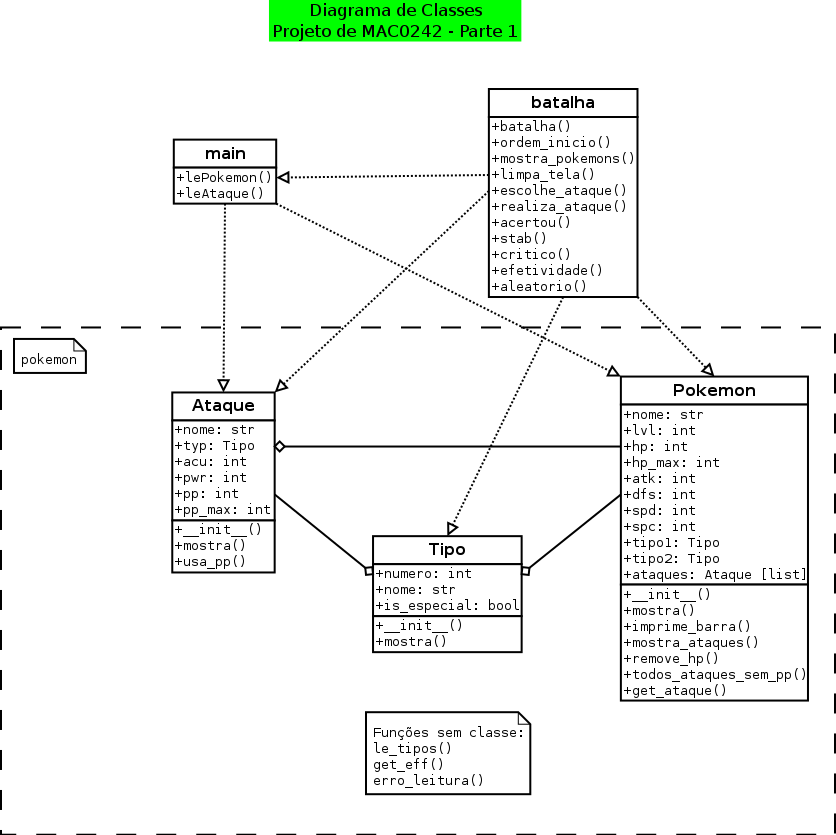 Diagrama de Classes
Projeto de MAC0242 - Parte 1
batalha
+batalha()
+ordem_inicio()
+mostra_pokemons()
+limpa_tela()
+escolhe_ataque()
+realiza_ataque()
+acertou()
+stab()
+critico()
+efetividade()
+aleatorio()
main
+lePokemon()
+leAtaque()
pokemon
Ataque
+nome: str
+typ: Tipo
+acu: int
+pwr: int
+pp: int
+pp_max: int
+__init__()
+mostra()
+usa_pp()
Pokemon
+nome: str
+lvl: int
+hp: int
+hp_max: int
+atk: int
+dfs: int
+spd: int
+spc: int
+tipo1: Tipo
+tipo2: Tipo
+ataques: Ataque [list]
+__init__()
+mostra()
+imprime_barra()
+mostra_ataques()
+remove_hp()
+todos_ataques_sem_pp()
+get_ataque()
Tipo
+numero: int
+nome: str
+is_especial: bool
+__init__()
+mostra()
Funções sem classe:
le_tipos()
get_eff()
erro_leitura()